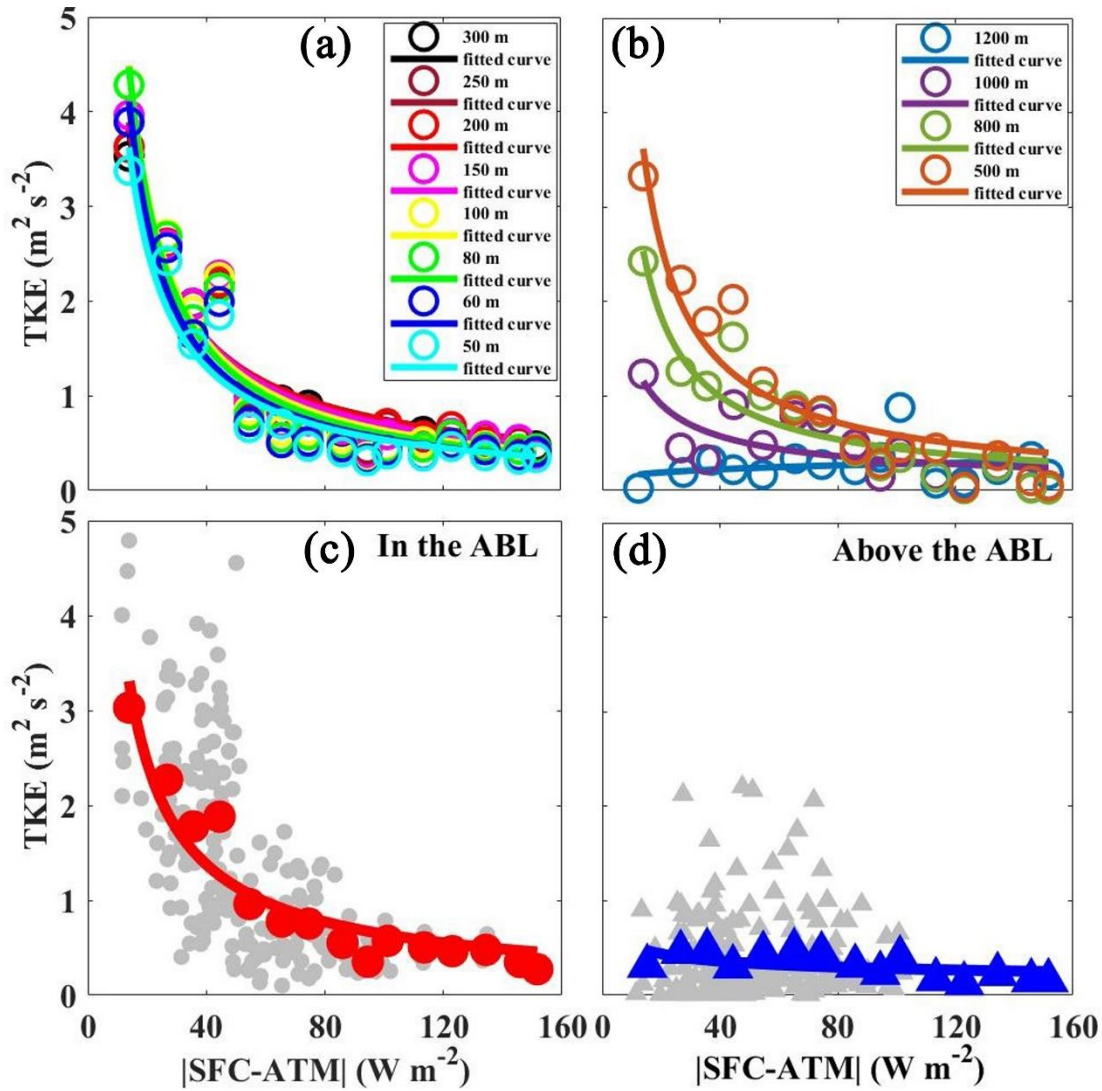 (a)
300 m
fitted curve
250 m
fitted curve
200 m
fitted curve
150 m
fitted curve
100 m
fitted curve
80 m
fitted curve
60 m
fitted curve
50 m
fitted curve
5
4
3
2
1
0
TKE (m² s⁻²)
(b)
1200 m
fitted curve
1000 m
fitted curve
800 m
fitted curve
500 m
fitted curve
(c) In the ABL
5
4
3
2
1
0
TKE (m² s⁻²)
0 40 80 120 160
|SFC-ATM| (W m⁻²)
(d) Above the ABL
0 40 80 120 160
|SFC-ATM| (W m⁻²)